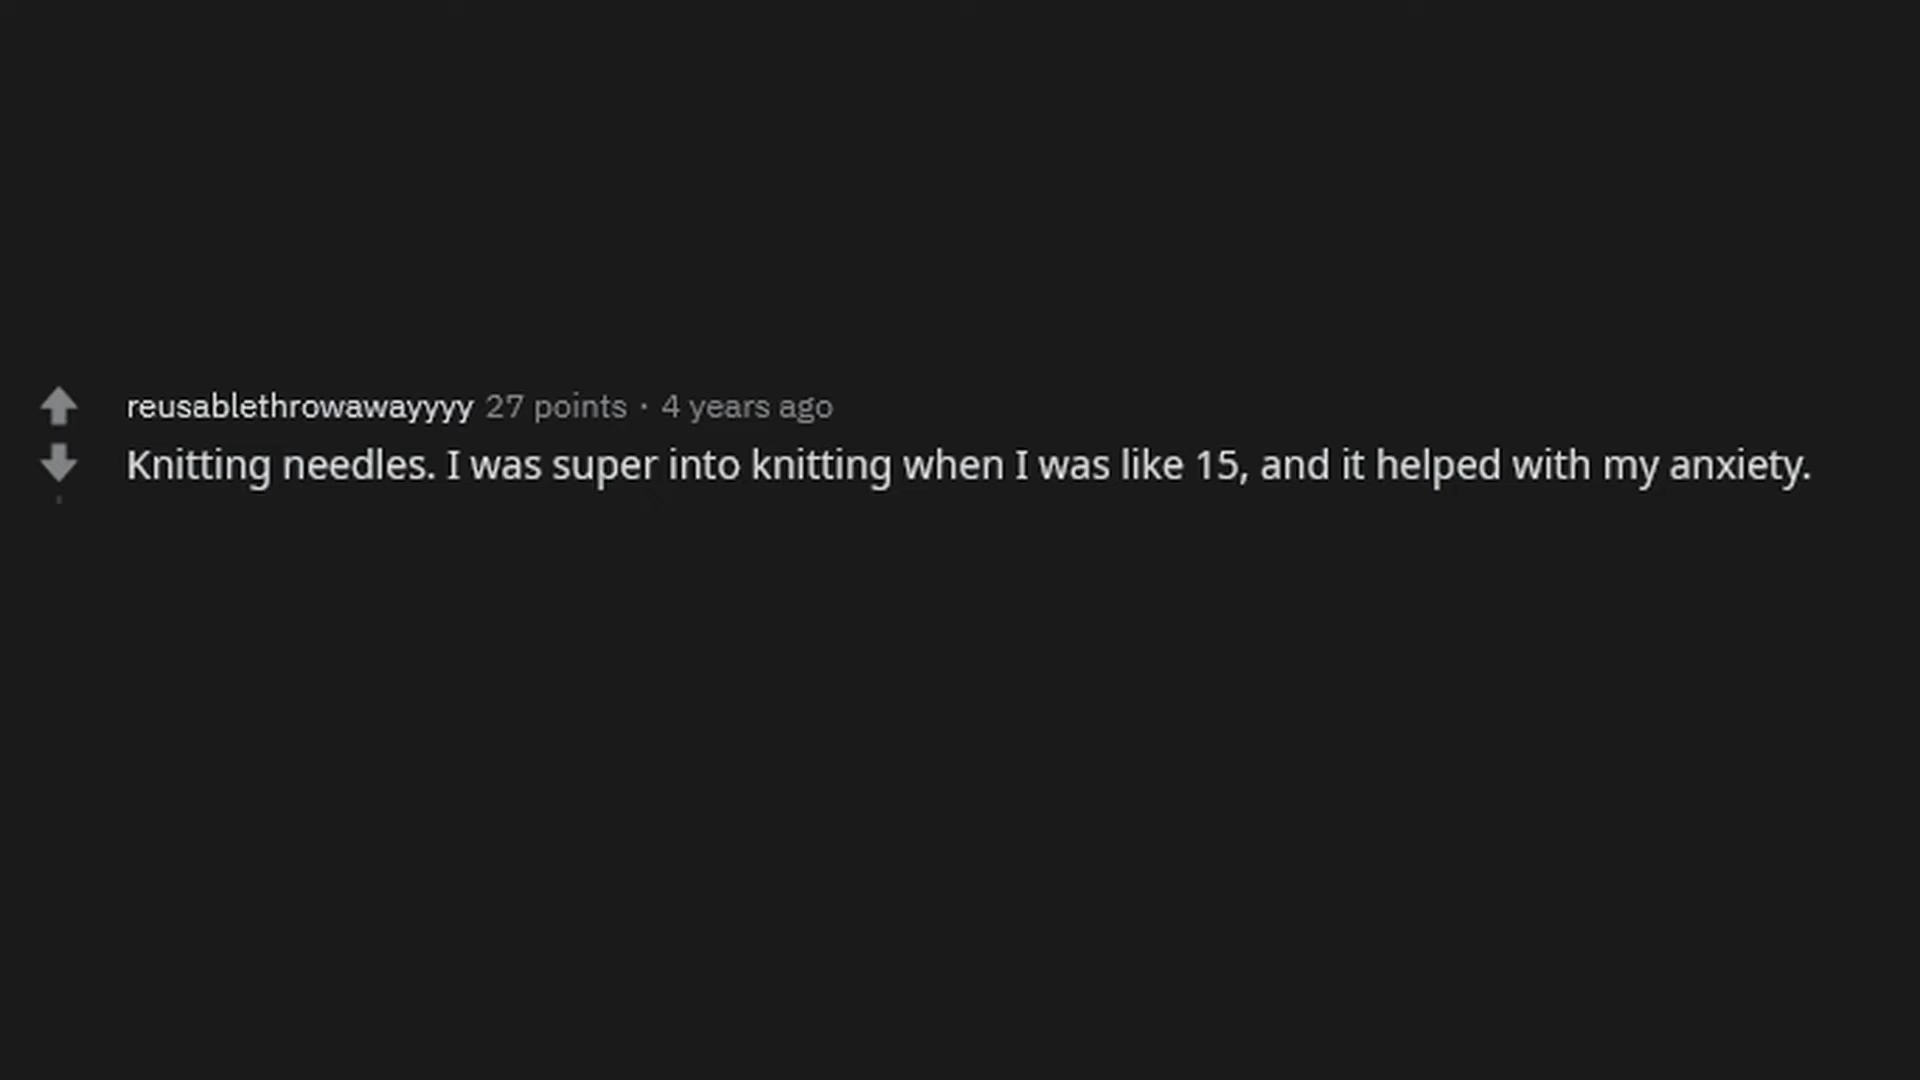 reusablethrowawayyyy 27 points · 4 years ago
Knitting needles. I was super into knitting when I was like 15, and it helped with my anxiety.